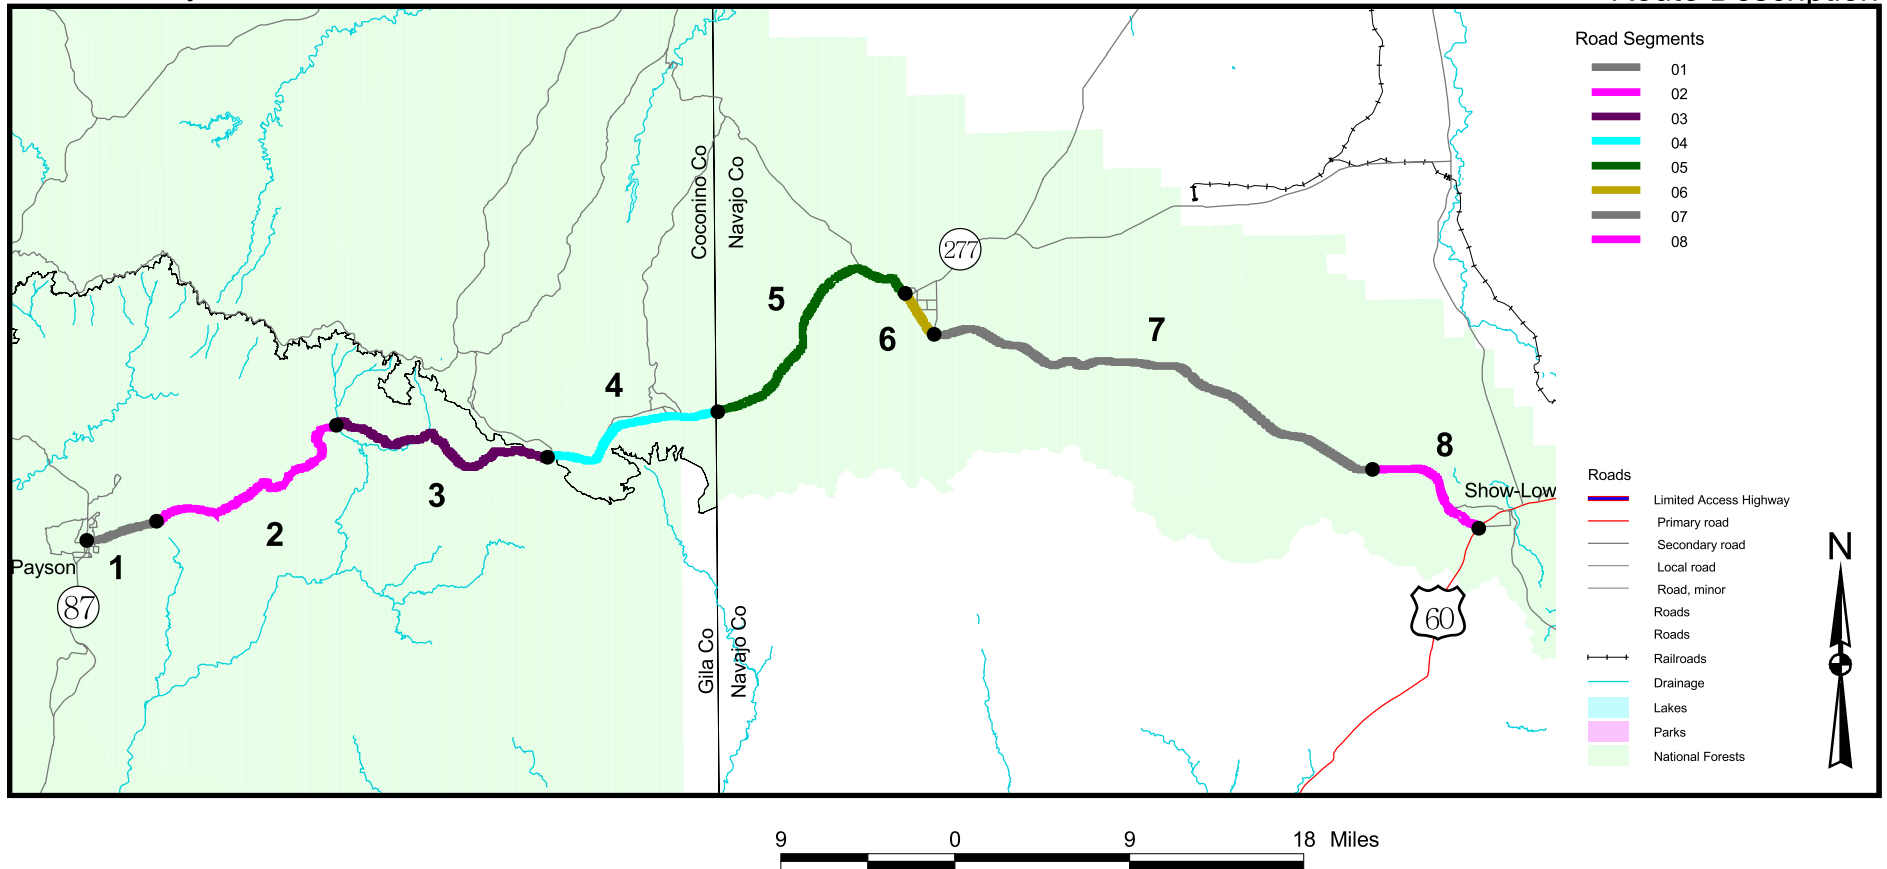 Road Segments
01
02
03
04
05
06
07
08
Coconino Co
Navajo Co
277
5
6
7
4
8
3
2
1
Show-Low
Payson
87
60
Gila Co
Navajo Co
Roads
Limited Access Highway
Primary road
Secondary road
Local road
Road, minor
Roads
Roads
Railroads
Drainage
Lakes
Parks
National Forests
N
9 0 9 18 Miles